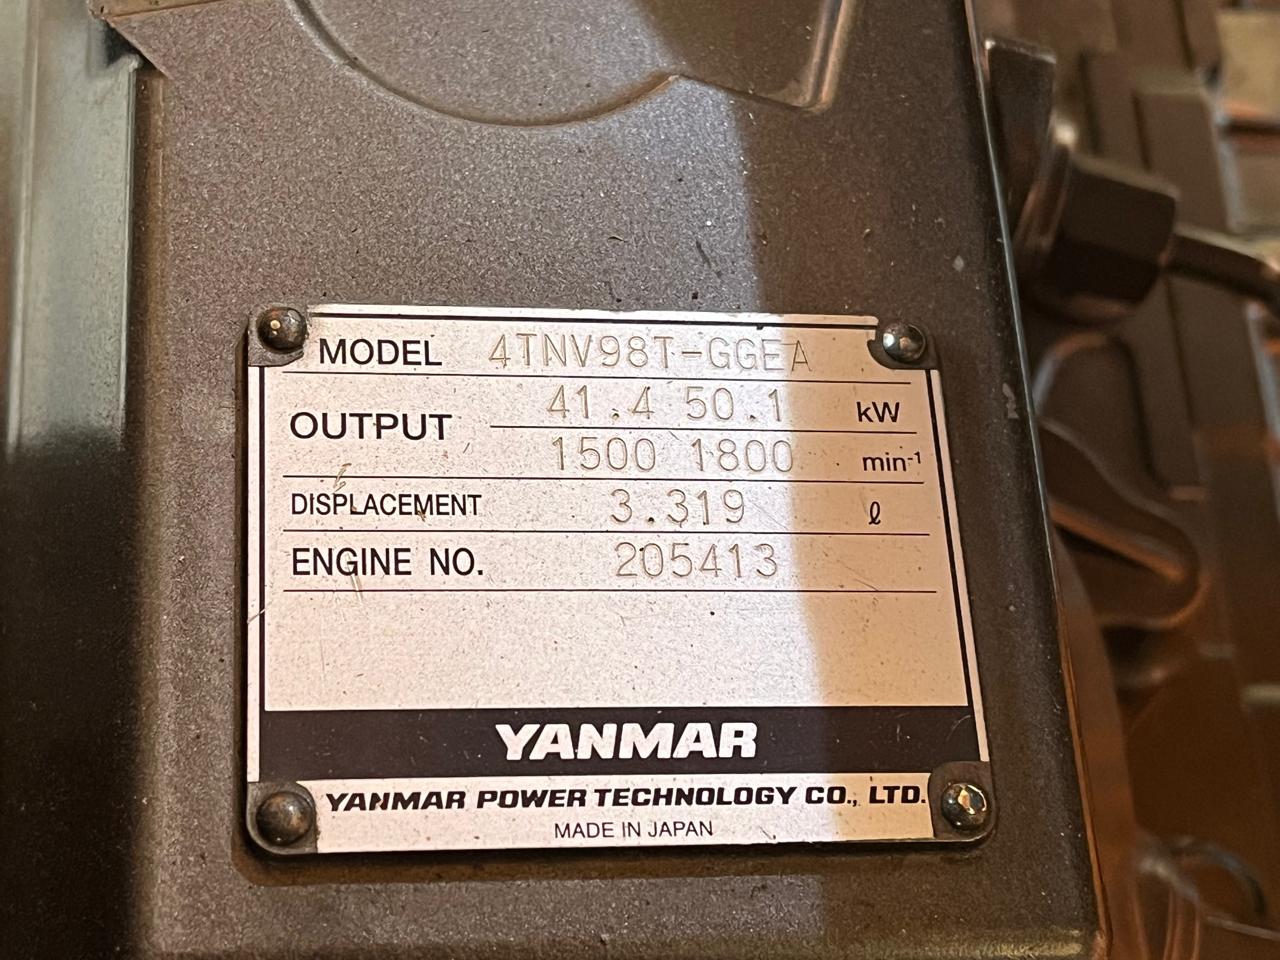 MODEL 4TNV98T-GGEA
OUTPUT 41.4 50.1 kW
1500 1800 min-1
DISPLACEMENT 3.319 ℓ
ENGINE NO. 205413
YANMAR
YANMAR POWER TECHNOLOGY CO., LTD.
MADE IN JAPAN